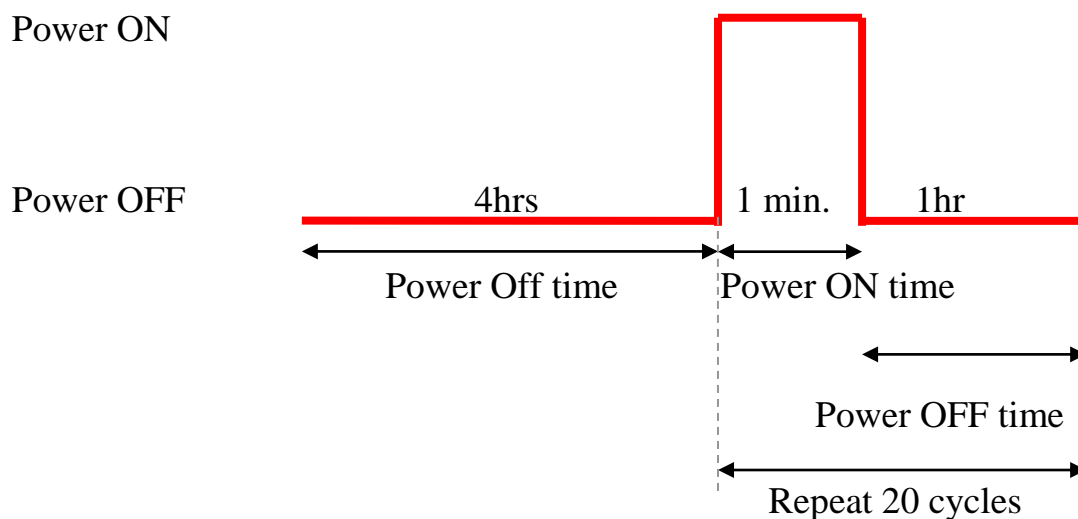 Power ON
Power OFF
4hrs
1 min.
1hr
Power Off time
Power ON time
Power OFF time
Repeat 20 cycles